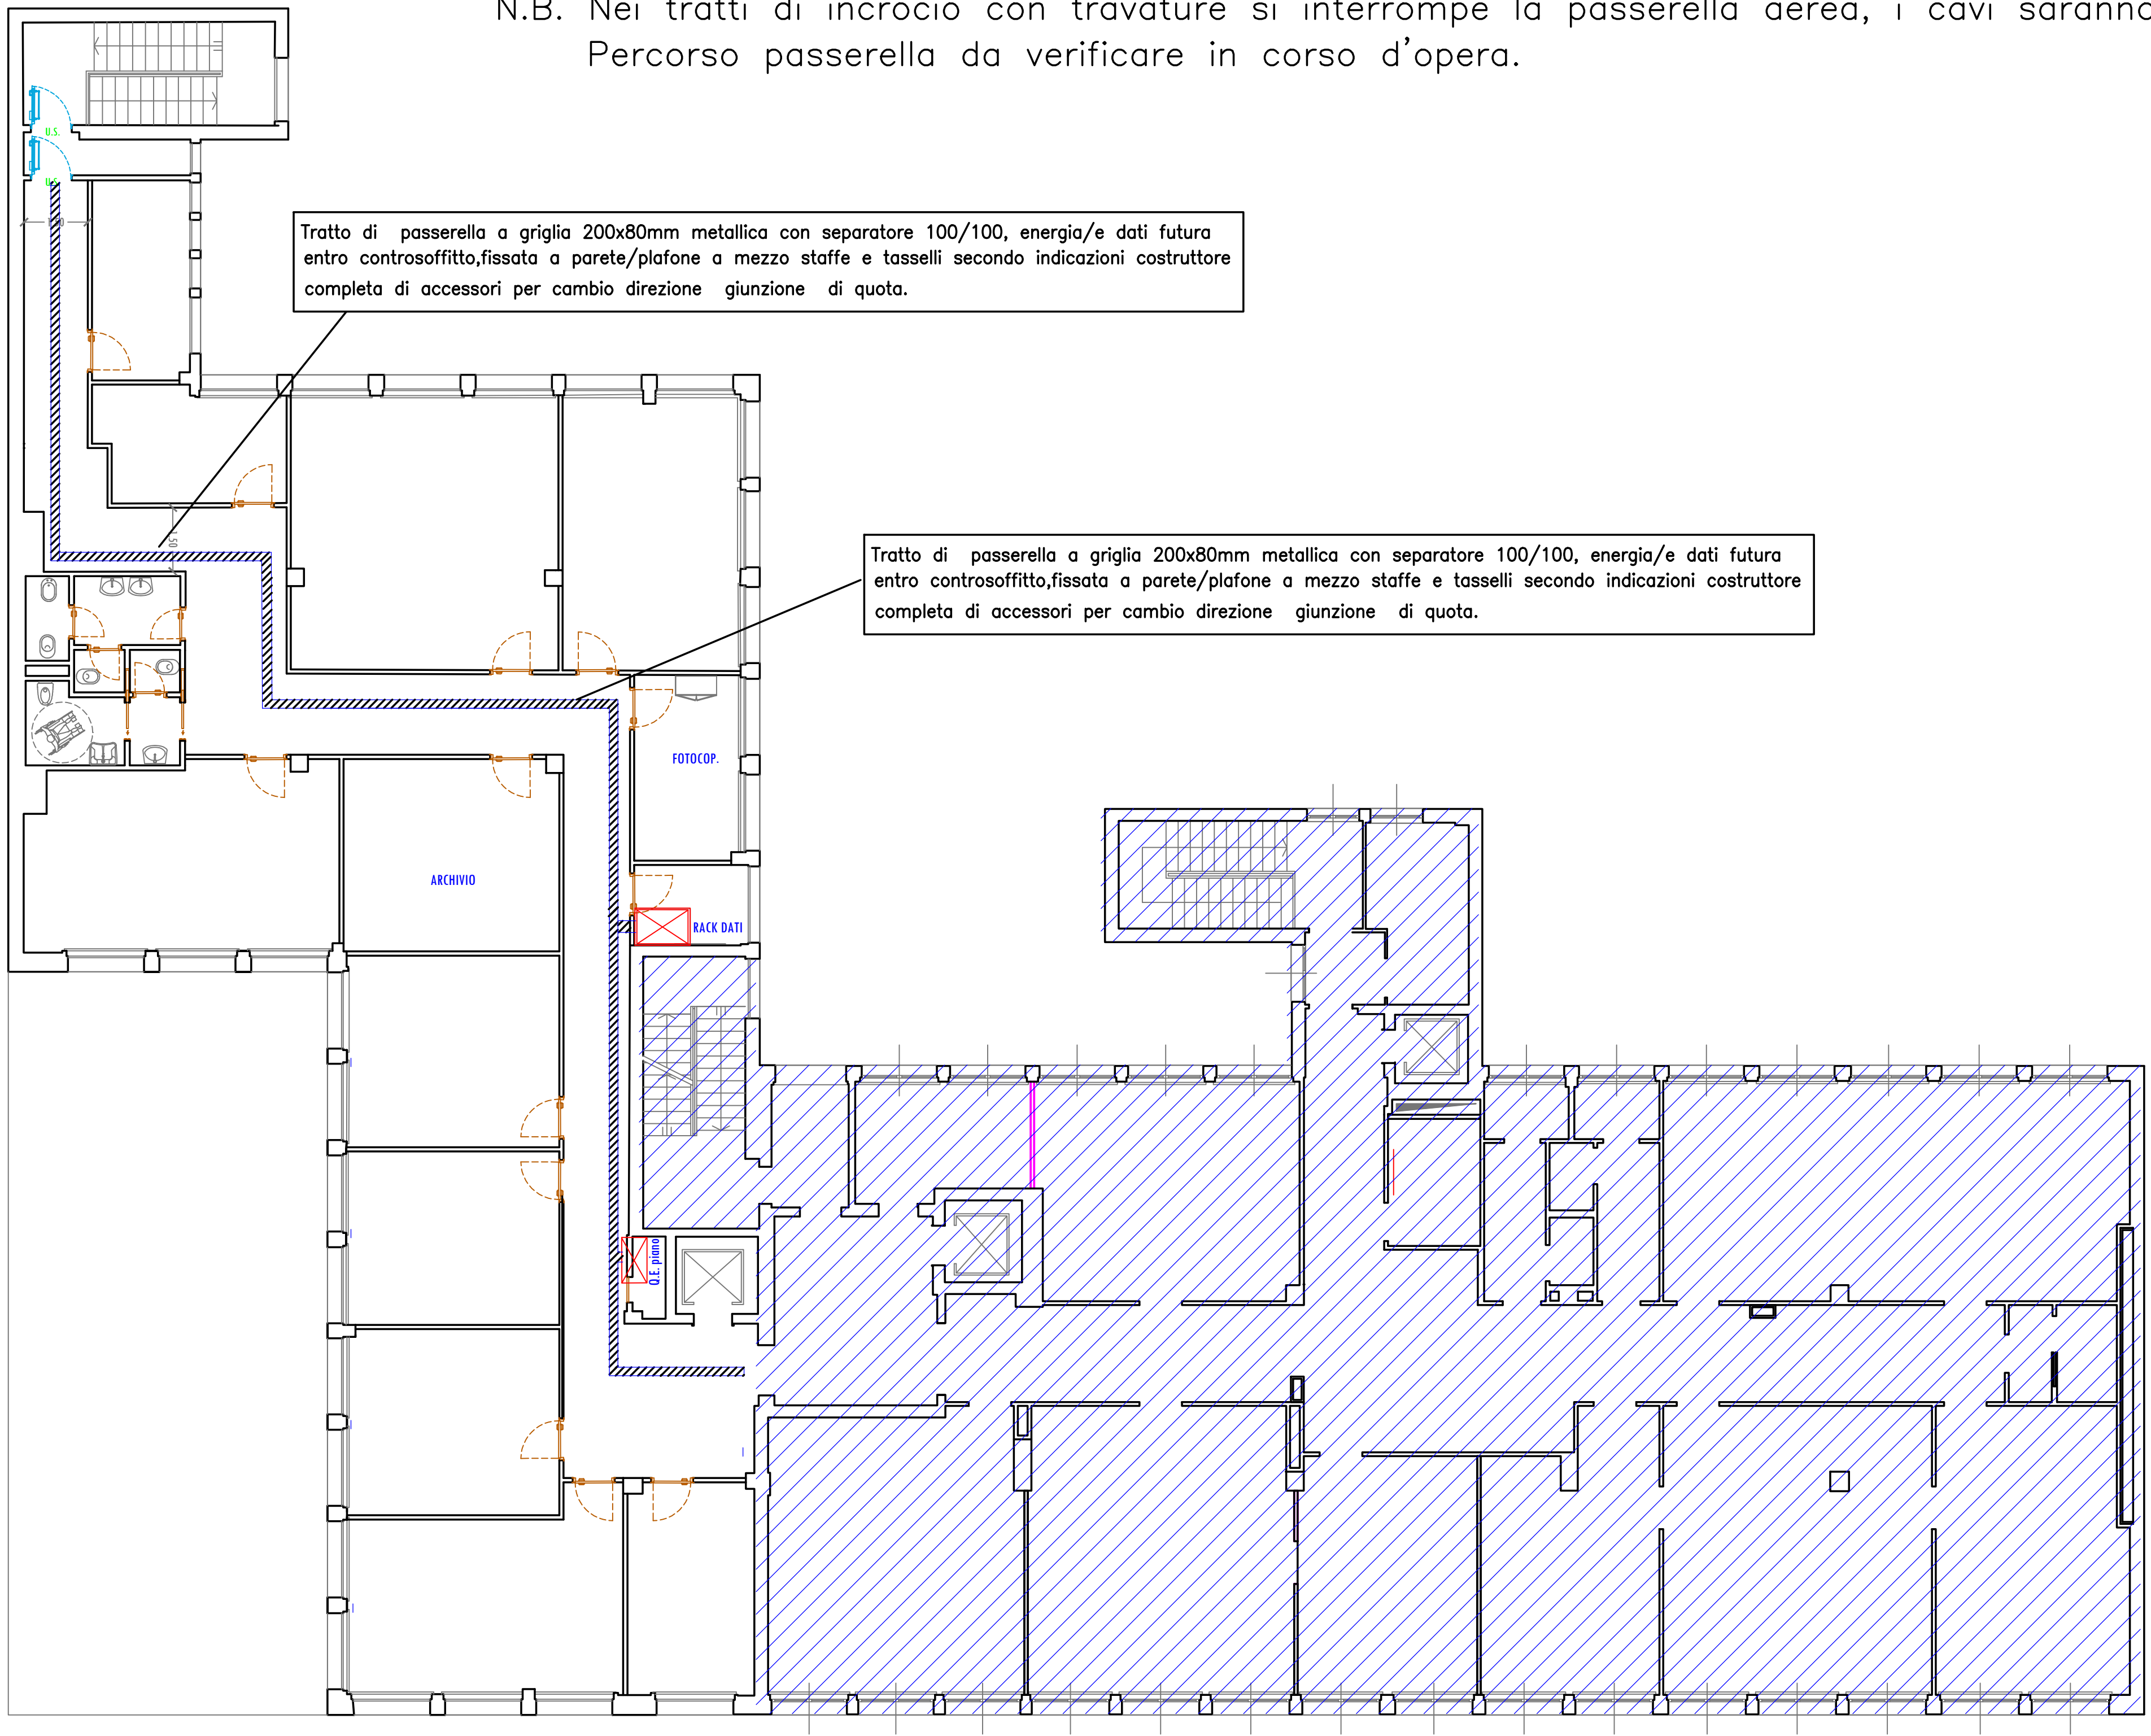 N.B. Nei tratti di incrocio con travature si interrompe la passerella aerea, i cavi saranno
Percorso passerella da verificare in corso d'opera.
U.S.
U.S.
Tratto di passerella a griglia 200x80mm metallica con separatore 100/100, energia/e dati futura
entro controsoffitto,fissata a parete/plafone a mezzo staffe e tasselli secondo indicazioni costruttore
completa di accessori per cambio direzione giunzione di quota.
Tratto di passerella a griglia 200x80mm metallica con separatore 100/100, energia/e dati futura
entro controsoffitto,fissata a parete/plafone a mezzo staffe e tasselli secondo indicazioni costruttore
completa di accessori per cambio direzione giunzione di quota.
FOTOCOP.
ARCHIVIO
RACK DATI
Q.E. piano